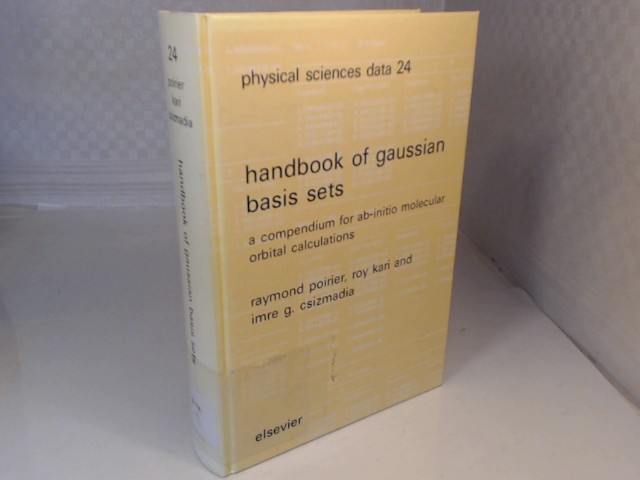 physical sciences data 24
handbook of gaussian
basis sets
a compendium for ab-initio molecular
orbital calculations
raymond poirier, roy kari and
imre g. csizmadia
elsevier
24
poirier
kari
csizmadia
handbook of gaussian basis sets